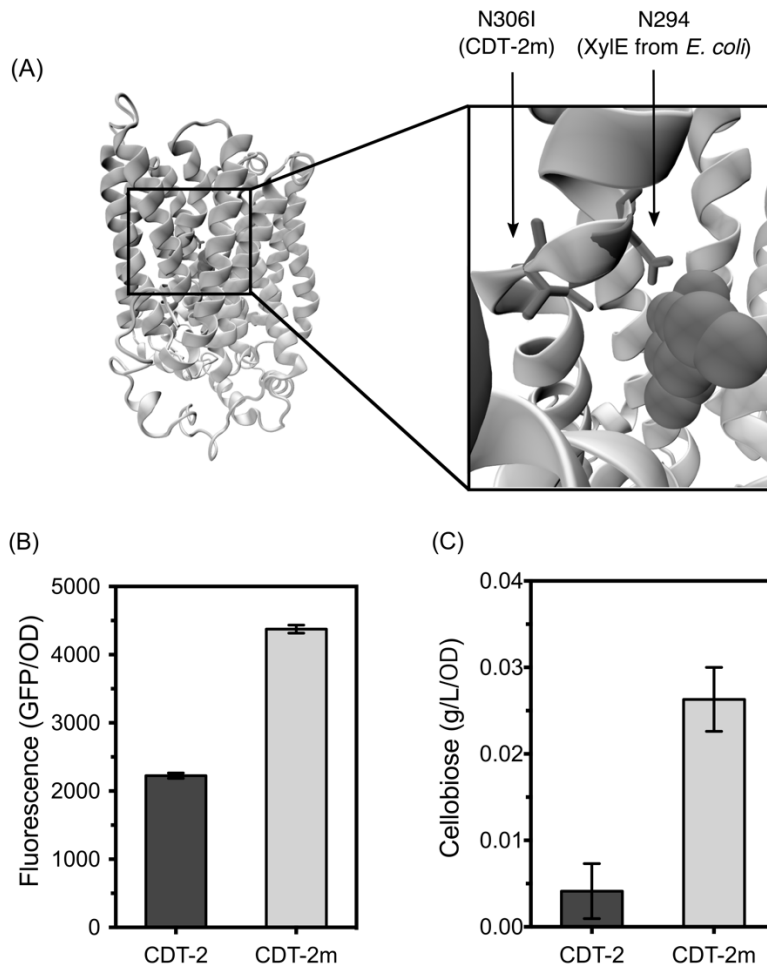 N306I
(CDT-2m)
N294
(XylE from E. coli)
(A)
(B)
Fluorescence (GFP/OD)
5000
4000
3000
2000
1000
0
CDT-2
CDT-2m
(C)
Cellobiose (g/L/OD)
0.04
0.03
0.02
0.01
0.00
CDT-2
CDT-2m